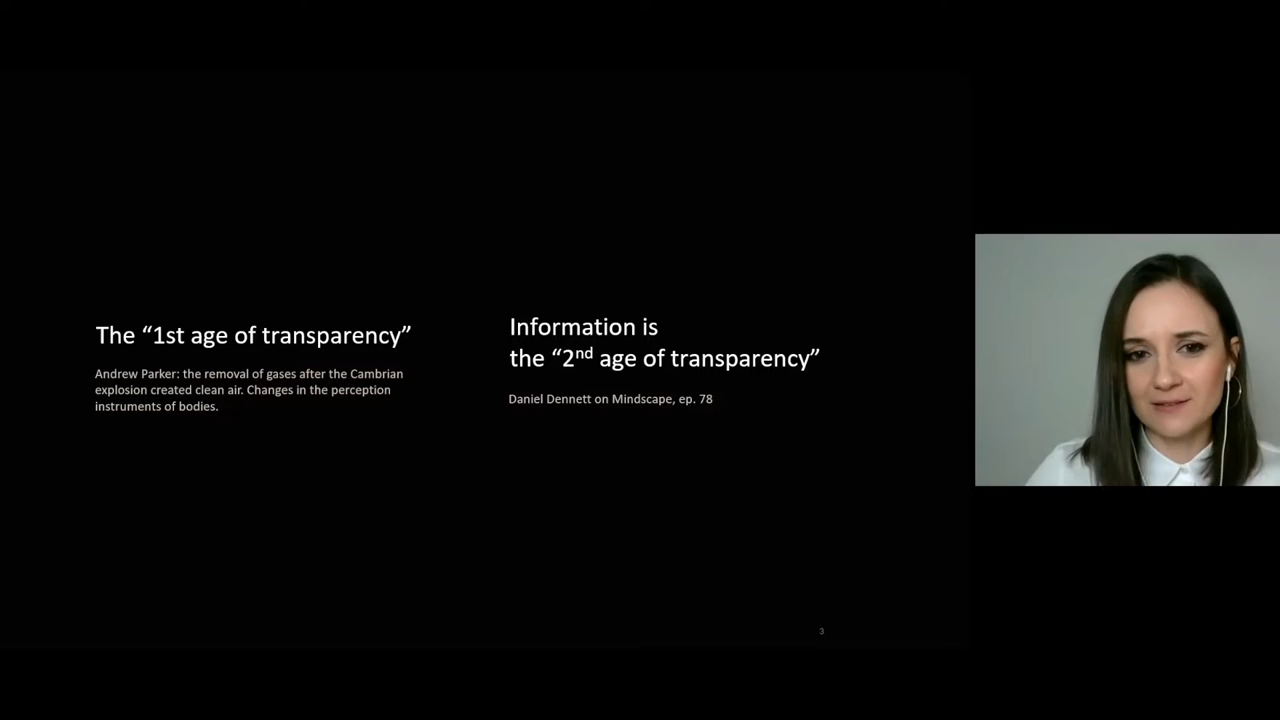 The “1st age of transparency”
Andrew Parker: the removal of gases after the Cambrian
explosion created clean air. Changes in the perception
instruments of bodies.
Information is
the “2nd age of transparency”
Daniel Dennett on Mindscape, ep. 78
3